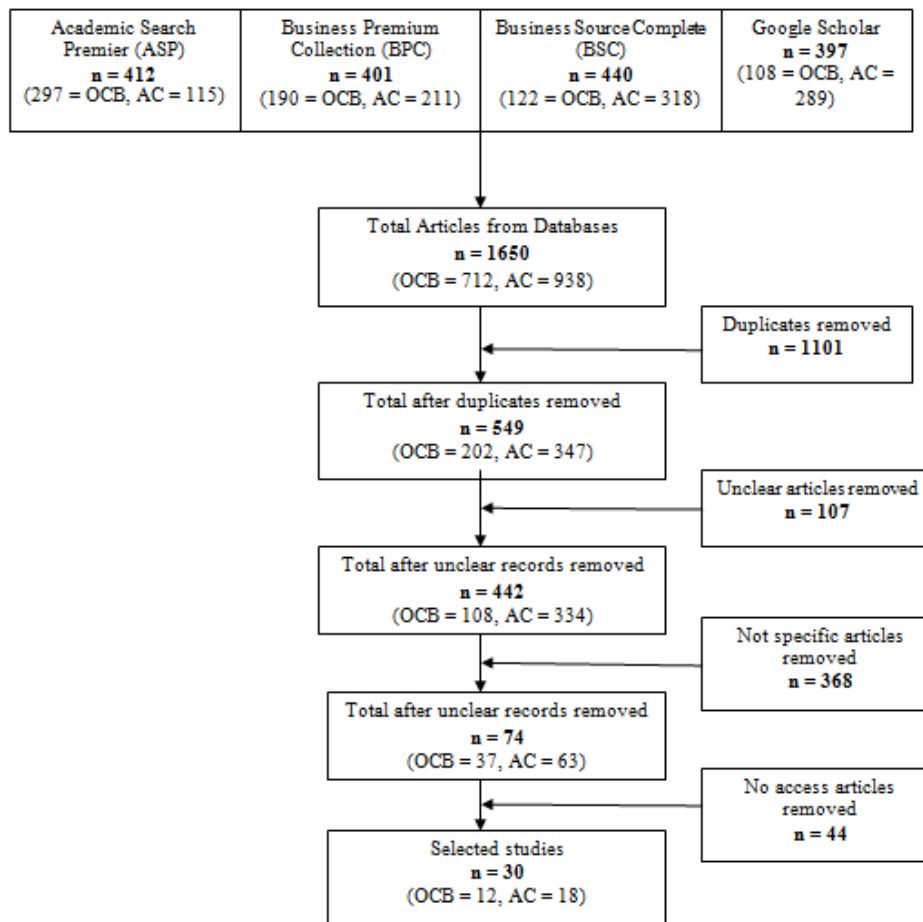 Academic Search
Premier (ASP)
n = 412
(297 = OCB, AC = 115)
Business Premium
Collection (BPC)
n = 401
(190 = OCB, AC = 211)
Business Source Complete
(BSC)
n = 440
(122 = OCB, AC = 318)
Google Scholar
n = 397
(108 = OCB, AC =
289)
Total Articles from Databases
n = 1650
(OCB = 712, AC = 938)
Duplicates removed
n = 1101
Total after duplicates removed
n = 549
(OCB = 202, AC = 347)
Unclear articles removed
n = 107
Total after unclear records removed
n = 442
(OCB = 108, AC = 334)
Not specific articles
removed
n = 368
Total after unclear records removed
n = 74
(OCB = 37, AC = 63)
No access articles
removed
n = 44
Selected studies
n = 30
(OCB = 12, AC = 18)